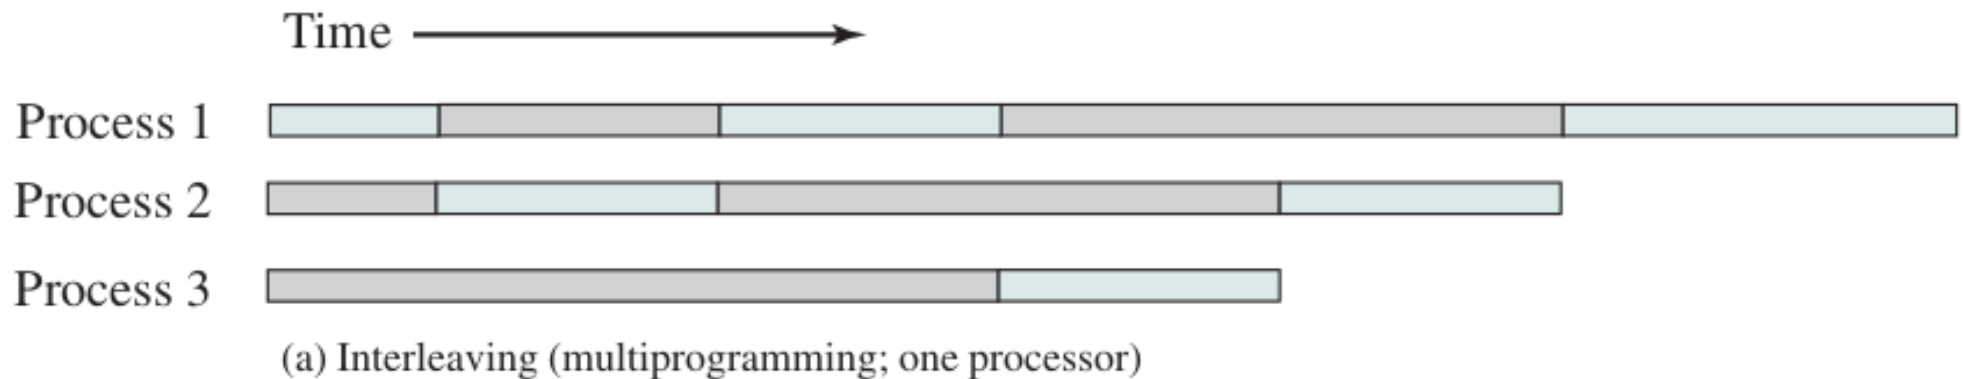 Time
Process 1
Process 2
Process 3
(a) Interleaving (multiprogramming; one processor)